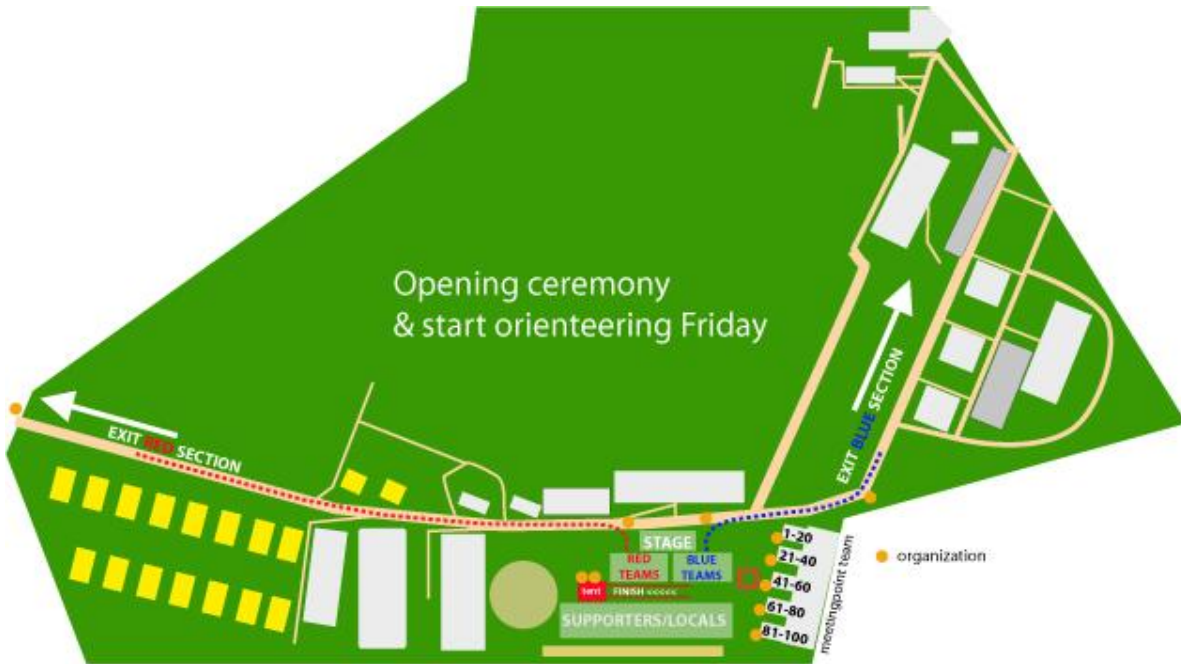 Opening ceremony
& start orienteering Friday
EXIT RED SECTION
EXIT BLUE SECTION
STAGE
RED
TEAMS
BLUE
TEAMS
tent
FINISH <<<<<
SUPPORTERS/LOCALS
1-20
21-40
41-60
61-80
81-100
meetingpoint team
organization